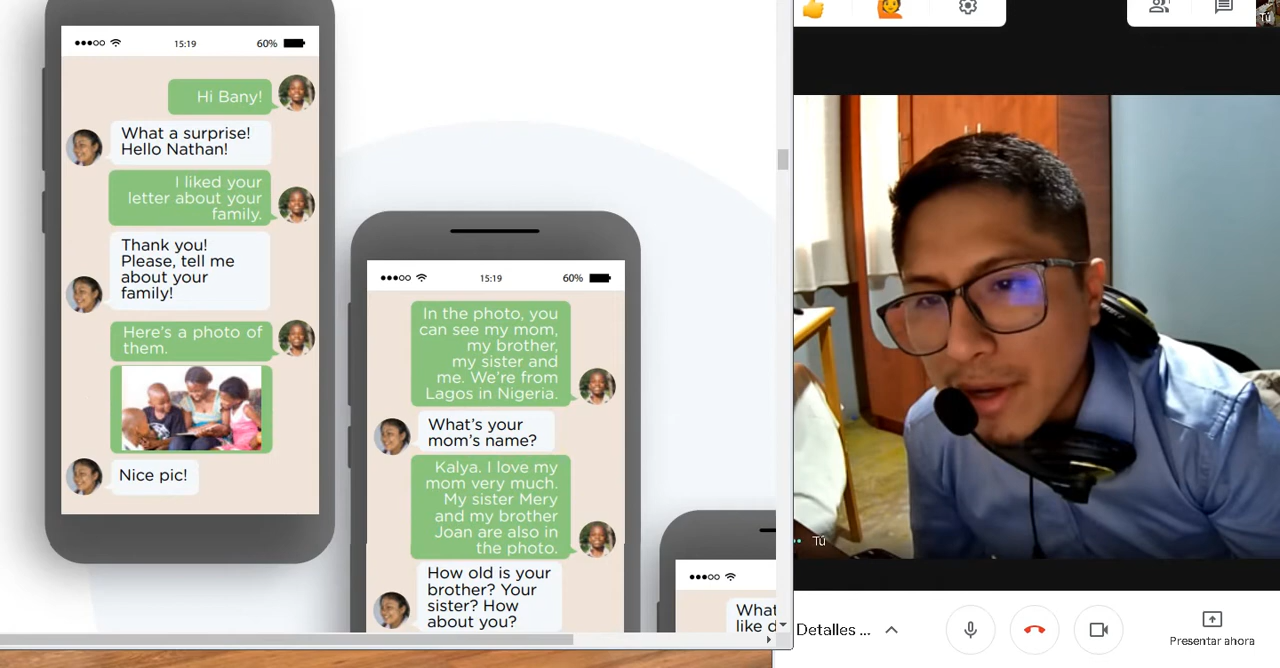 15:19
60%
Hi Bany!
What a surprise!
Hello Nathan!
I liked your
letter about your
family.
Thank you!
Please, tell me
about your
family!
Here's a photo of
them.
Nice pic!
15:19
60%
In the photo, you
can see my mom,
my brother,
my sister and
me. We're from
Lagos in Nigeria.
What's your
mom's name?
Kalya. I love my
mom very much.
My sister Mery
and my brother
Joan are also in
the photo.
How old is your
brother? Your
sister? How
about you?
What
like d
Tú
Tú
Detalles ...
Presentar ahora